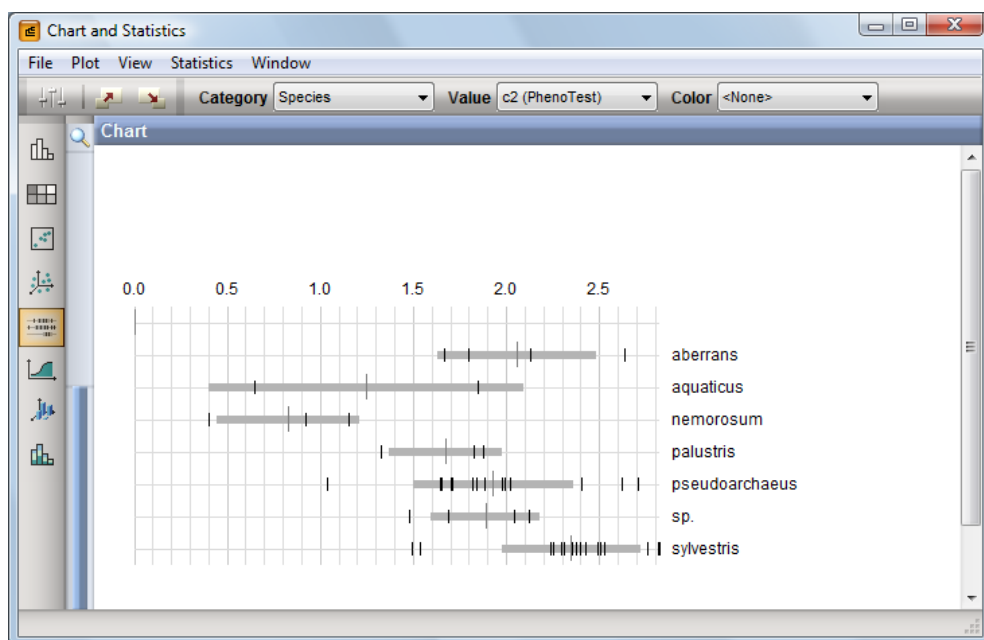 Chart and Statistics
File Plot View Statistics Window
Category Species Value c2 (PhenoTest) Color <None>
Chart
0.0 0.5 1.0 1.5 2.0 2.5
aberrans
aquaticus
nemorosum
palustris
pseudoarchaeus
sp.
sylvestris